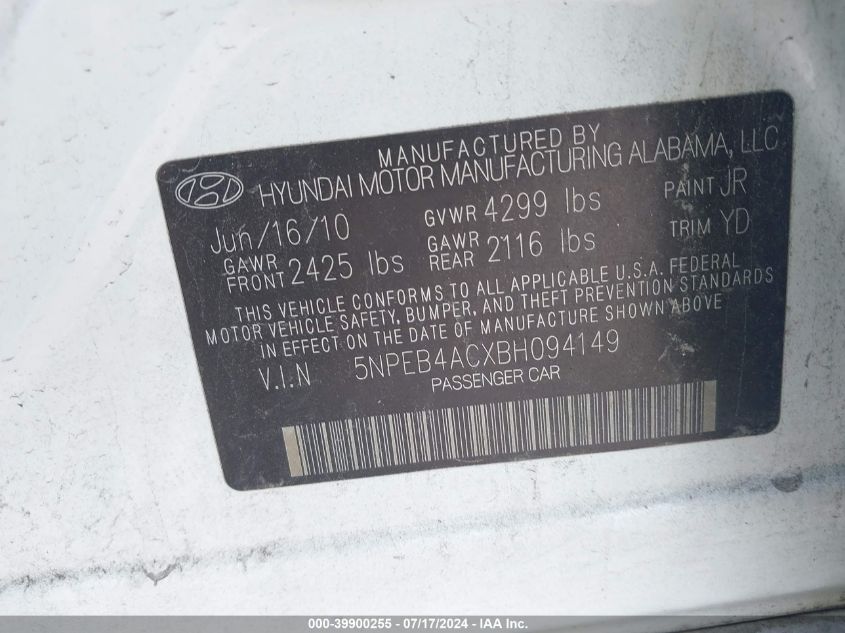 MANUFACTURED BY
HYUNDAI MOTOR MANUFACTURING ALABAMA, LLC
Jun/16/10 GVWR 4299 lbs PAINT JR
GAWR FRONT 2425 lbs GAWR REAR 2116 lbs TRIM YD
THIS VEHICLE CONFORMS TO ALL APPLICABLE U.S.A. FEDERAL
MOTOR VEHICLE SAFETY, BUMPER, AND THEFT PREVENTION STANDARDS
IN EFFECT ON THE DATE OF MANUFACTURE SHOWN ABOVE
V.I.N 5NPEB4ACXBH094149
PASSENGER CAR
000-39900255 - 07/17/2024 - IAA Inc.